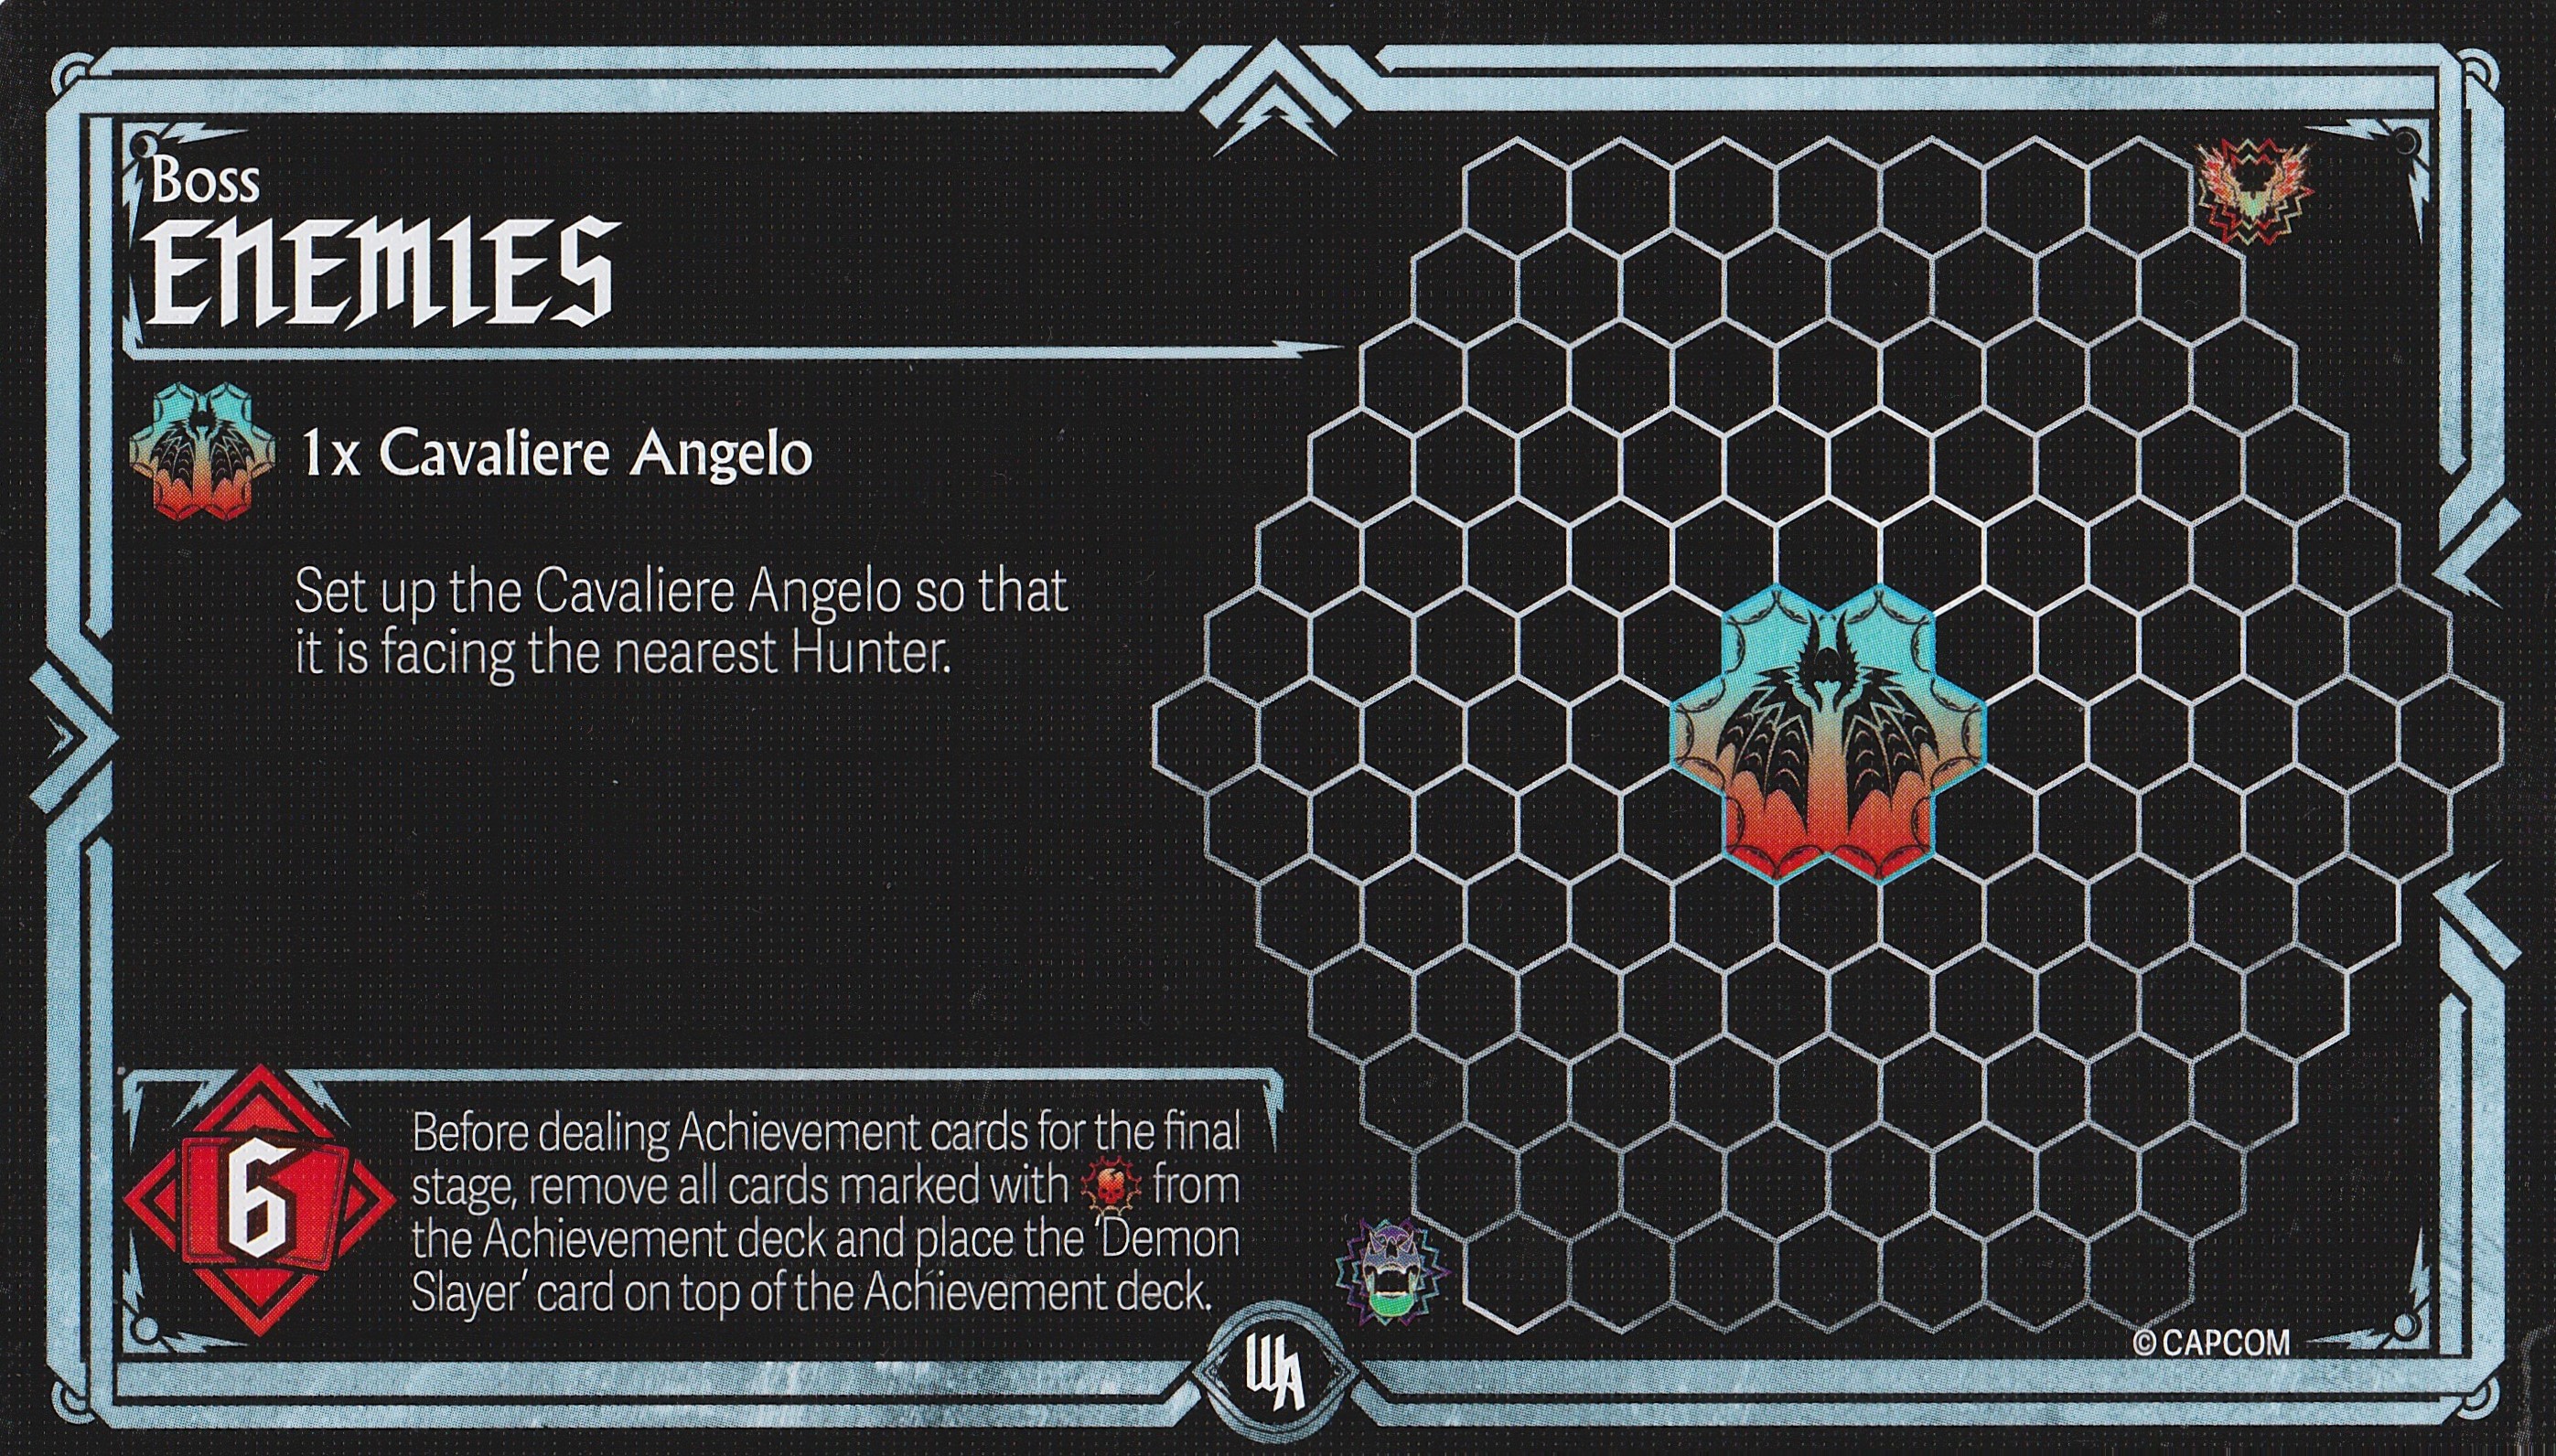 Boss
ENEMIES
1x Cavaliere Angelo
Set up the Cavaliere Angelo so that
it is facing the nearest Hunter.
6
Before dealing Achievement cards for the final
stage, remove all cards marked with from
the Achievement deck and place the ‘Demon
Slayer’ card on top of the Achievement deck.
WA
© CAPCOM